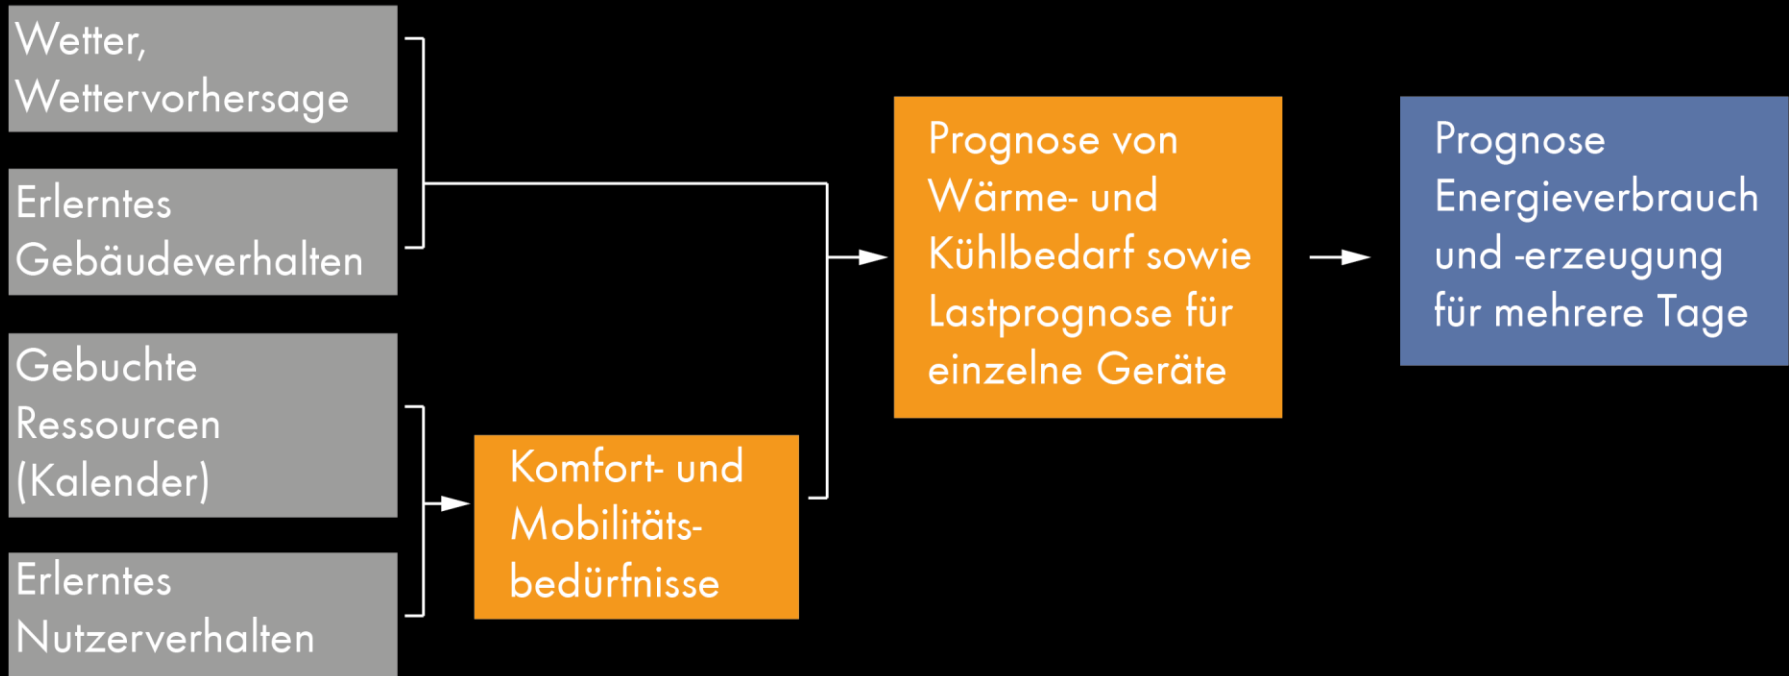 Wetter,
Wettervorhersage
Erlerntes
Gebäudeverhalten
Gebuchte
Ressourcen
(Kalender)
Erlerntes
Nutzerverhalten
Komfort- und
Mobilitäts-
bedürfnisse
Prognose von
Wärme- und
Kühlbedarf sowie
Lastprognose für
einzelne Geräte
Prognose
Energieverbrauch
und -erzeugung
für mehrere Tage